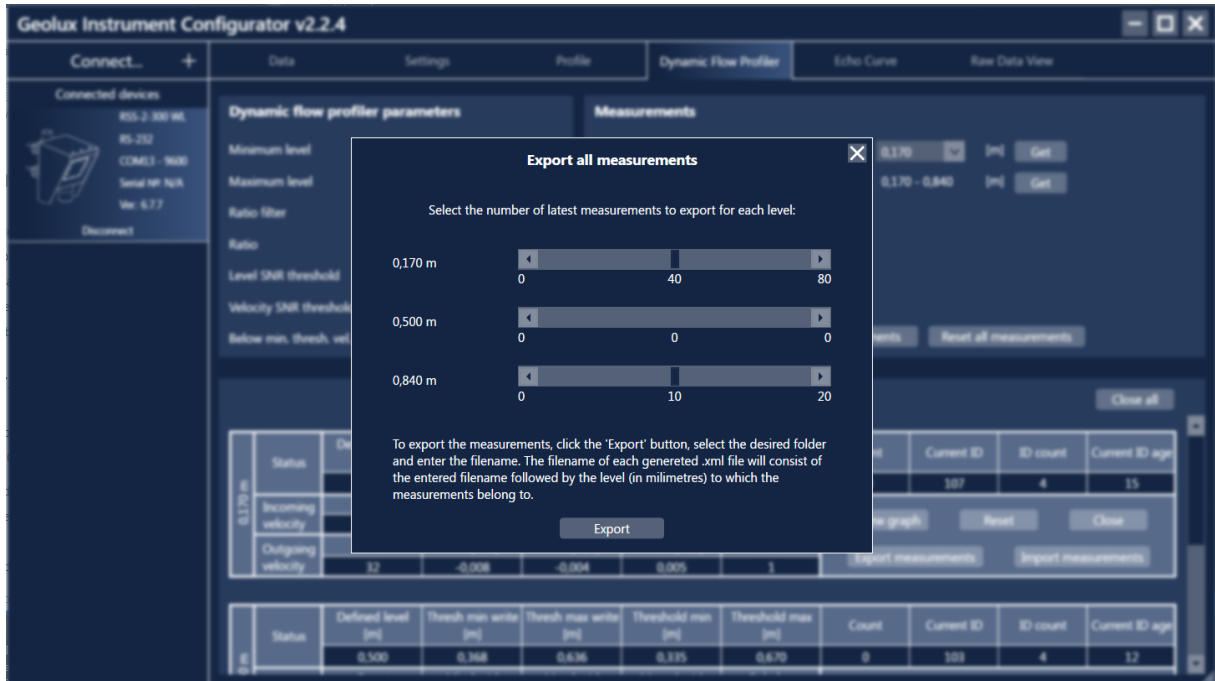 Geolux Instrument Configurator v2.2.4
Connect... +
Data Settings Profile Dynamic Flow Profiler Echo Curve Raw Data View
Connected devices
RSS-2-300 WL
RS-232
COM13 - 9600
Serial Nº: N/A
Ver.: 6.7.7
Disconnect
Dynamic flow profiler parameters
Minimum level
Maximum level
Ratio filter
Ratio
Level SNR threshold
Velocity SNR threshold
Below min. thresh. vel.
Measurements
0,170 [m] Get
0,170 - 0,840 [m] Get
Reset all measurements
Export all measurements
Select the number of latest measurements to export for each level:
0,170 m
0 40 80
0,500 m
0 0 0
0,840 m
0 10 20
To export the measurements, click the 'Export' button, select the desired folder
and enter the filename. The filename of each genereted .xml file will consist of
the entered filename followed by the level (in milimetres) to which the
measurements belong to.
Export
Close all
0,170 m
Status
Current ID ID count Current ID age
107 4 15
Incoming
velocity
graph Reset Close
Outgoing
velocity
Export measurements Import measurements
32 -0,008 -0,004 0,005 1
Status
Defined level
[m]
Thresh min write
[m]
Thresh max write
[m]
Threshold min
[m]
Threshold max
[m]
Count Current ID ID count Current ID age
0,500 0,368 0,636 0,335 0,670 0 103 4 12